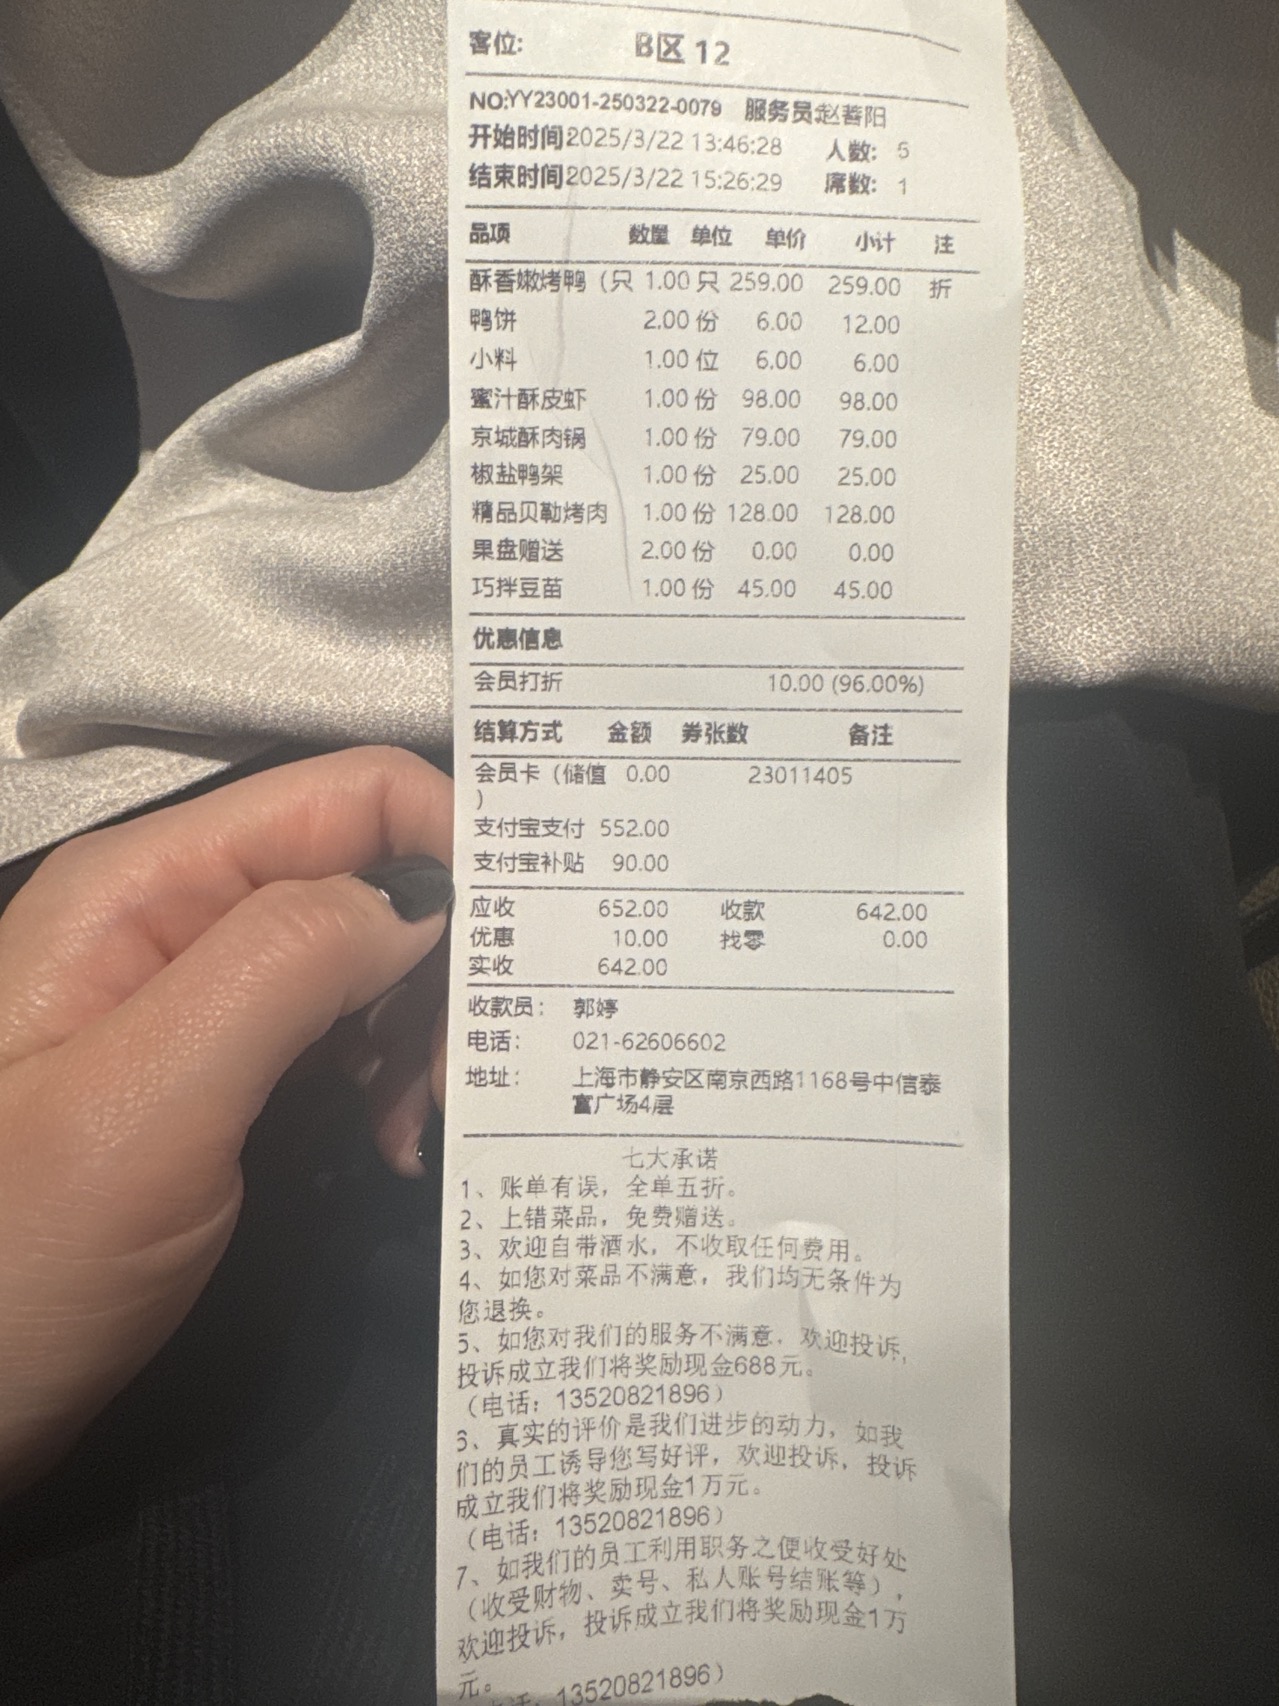 客位: B区 12
NO:YY23001-250322-0079 服务员:赵蓦阳
开始时间2025/3/22 13:46:28 人数: 5
结束时间2025/3/22 15:26:29 席数: 1
品项 数量 单位 单价 小计 注
酥香嫩烤鸭（只 1.00 只 259.00 259.00 折
鸭饼 2.00 份 6.00 12.00
小料 1.00 位 6.00 6.00
蜜汁酥皮虾 1.00 份 98.00 98.00
京城酥肉锅 1.00 份 79.00 79.00
椒盐鸭架 1.00 份 25.00 25.00
精品贝勒烤肉 1.00 份 128.00 128.00
果盘赠送 2.00 份 0.00 0.00
巧拌豆苗 1.00 份 45.00 45.00
优惠信息
会员打折 10.00 (96.00%)
结算方式 金额 券张数 备注
会员卡（储值 0.00 23011405
）
支付宝支付 552.00
支付宝补贴 90.00
应收 652.00 收款 642.00
优惠 10.00 找零 0.00
实收 642.00
收款员: 郭婷
电话: 021-62606602
地址: 上海市静安区南京西路1168号中信泰
富广场4层
七大承诺
1、账单有误，全单五折。
2、上错菜品，免费赠送。
3、欢迎自带酒水，不收取任何费用。
4、如您对菜品不满意，我们均无条件为
您退换。
5、如您对我们的服务不满意，欢迎投诉，
投诉成立我们将奖励现金688元。
（电话：13520821896）
6、真实的评价是我们进步的动力，如我
们的员工诱导您写好评，欢迎投诉，投诉
成立我们将奖励现金1万元。
（电话：13520821896）
7、如我们的员工利用职务之便收受好处
（收受财物、卖号、私人账号结账等），
欢迎投诉，投诉成立我们将奖励现金1万
元。
（电话：13520821896）